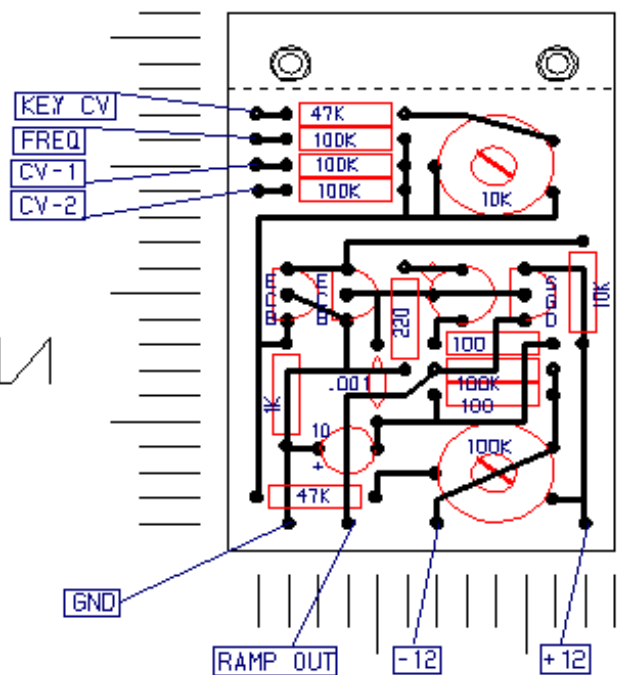 KEY CV
FREQ
CV-1
CV-2
47K
100K
100K
100K
10K
E
C
B
E
C
B
S
G
D
220
10K
100
.001
100K
1K
100
10
+
100K
47K
GND
RAMP OUT
-12
+12